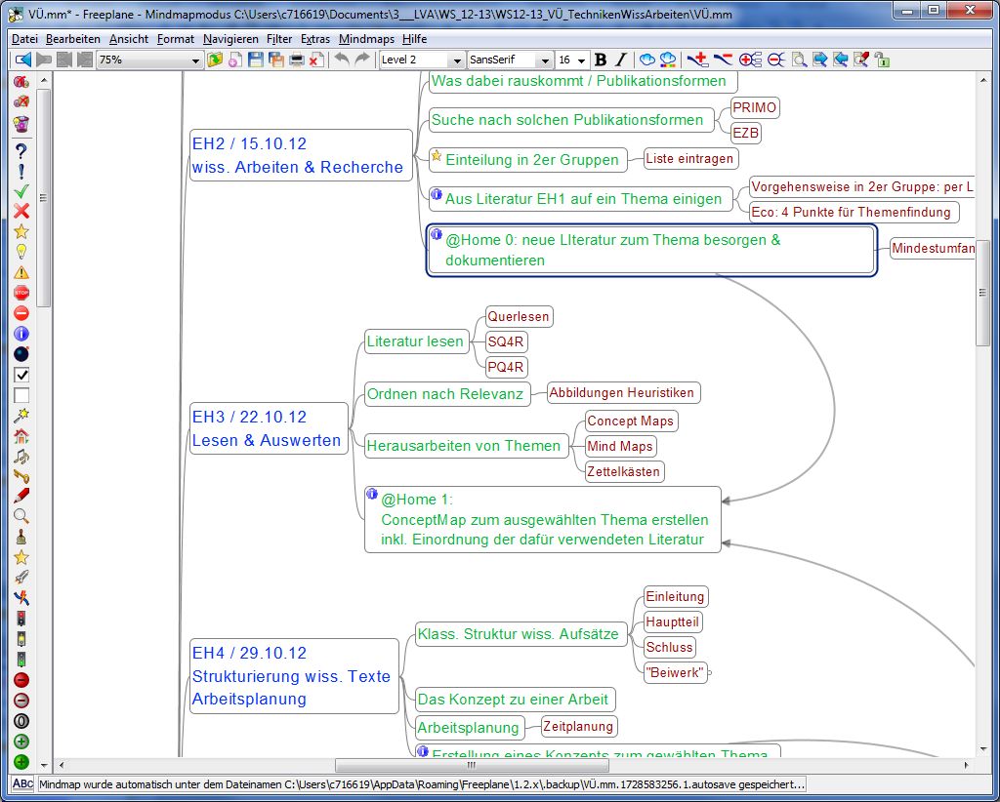 VÜ.mm* - Freeplane - Mindmapmodus C:\Users\c716619\Documents\3___LVA\WS_12-13\WS12-13_VÜ_TechnikenWissArbeiten\VÜ.mm
Datei Bearbeiten Ansicht Format Navigieren Filter Extras Mindmaps Hilfe
75% Level 2 SansSerif 16 B I
Was dabei rauskommt / Publikationsformen
Suche nach solchen Publikationsformen
PRIMO
EZB
EH2 / 15.10.12
wiss. Arbeiten & Recherche
Einteilung in 2er Gruppen
Liste eintragen
Aus Literatur EH1 auf ein Thema einigen
Vorgehensweise in 2er Gruppe: per L
Eco: 4 Punkte für Themenfindung
@Home 0: neue LIteratur zum Thema besorgen &
dokumentieren
Mindestumfan
EH3 / 22.10.12
Lesen & Auswerten
Literatur lesen
Querlesen
SQ4R
PQ4R
Ordnen nach Relevanz
Abbildungen Heuristiken
Herausarbeiten von Themen
Concept Maps
Mind Maps
Zettelkästen
@Home 1:
ConceptMap zum ausgewählten Thema erstellen
inkl. Einordnung der dafür verwendeten Literatur
EH4 / 29.10.12
Strukturierung wiss. Texte
Arbeitsplanung
Klass. Struktur wiss. Aufsätze
Einleitung
Hauptteil
Schluss
"Beiwerk"
Das Konzept zu einer Arbeit
Arbeitsplanung
Zeitplanung
Erstellung eines Konzepts zum gewählten Thema
STOP
0
ABC
Mindmap wurde automatisch unter dem Dateinamen C:\Users\c716619\AppData\Roaming\Freeplane\1.2.x\.backup\VÜ.mm.1728583256.1.autosave gespeichert...